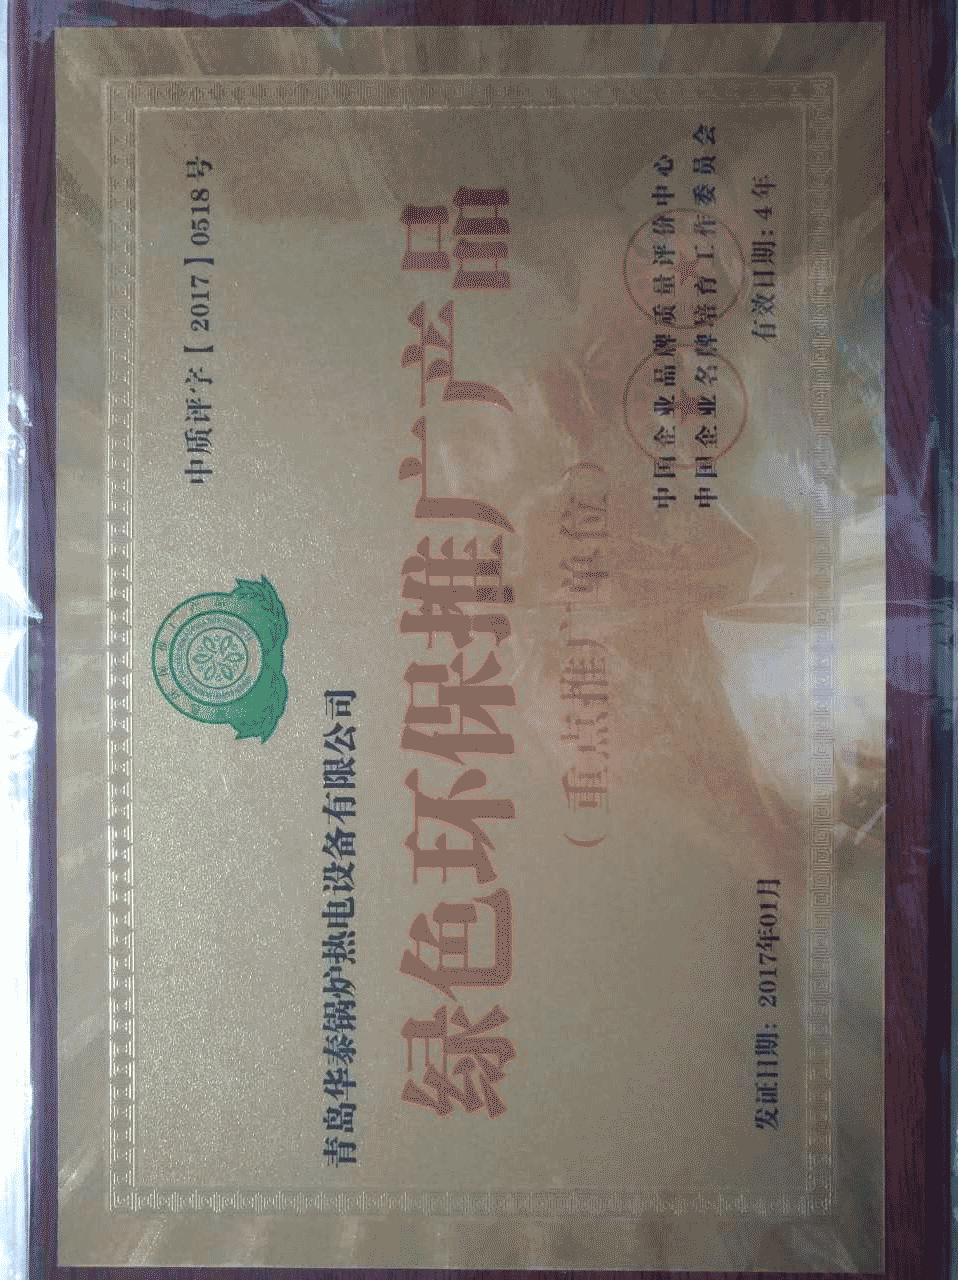 中质评字【2017】0518号
青岛华泰锅炉热电设备有限公司
绿色环保推广产品
(重点推广单位)
中国企业品牌质量评价中心
中国企业名牌培育工作委员会
发证日期: 2017年01月
有效日期: 4年